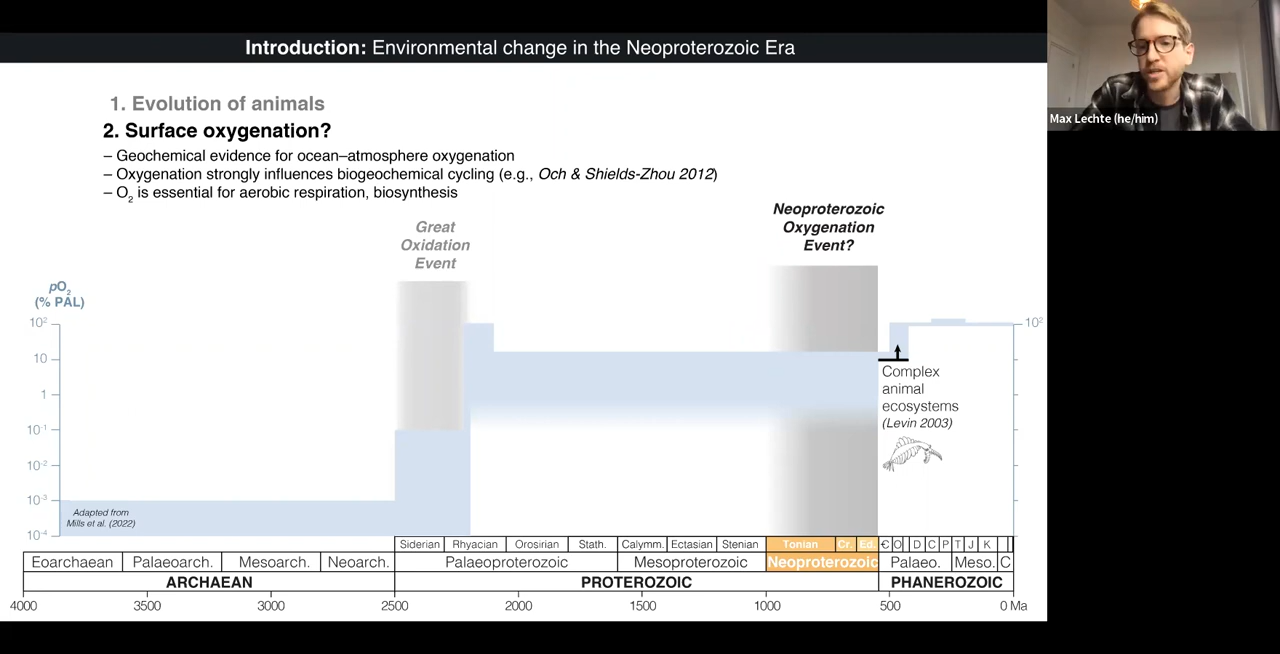 Introduction: Environmental change in the Neoproterozoic Era
Max Lechte (he/him)
1. Evolution of animals
2. Surface oxygenation?
– Geochemical evidence for ocean–atmosphere oxygenation
– Oxygenation strongly influences biogeochemical cycling (e.g., Och & Shields-Zhou 2012)
– O₂ is essential for aerobic respiration, biosynthesis
Great
Oxidation
Event
Neoproterozoic
Oxygenation
Event?
pO₂
(% PAL)
10²
10
1
10⁻¹
10⁻²
10⁻³
10⁻⁴
10²
Complex
animal
ecosystems
(Levin 2003)
Adapted from
Mills et al. (2022)
Siderian Rhyacian Orosirian Stath. Calymm. Ectasian Stenian Tonian Cr. Ed. Є O D C P T J K
Eoarchaean Palaeoarch. Mesoarch. Neoarch. Palaeoproterozoic Mesoproterozoic Neoproterozoic Palaeo. Meso. C
ARCHAEAN PROTEROZOIC PHANEROZOIC
4000 3500 3000 2500 2000 1500 1000 500 0 Ma